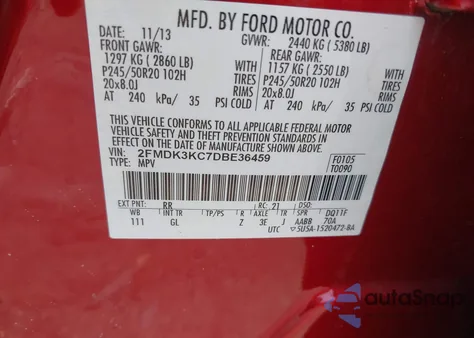 MFD. BY FORD MOTOR CO.
DATE: 11/13 GVWR: 2440 KG ( 5380 LB)
FRONT GAWR: REAR GAWR:
1297 KG ( 2860 LB) WITH 1157 KG ( 2550 LB) WITH
P245/50R20 102H TIRES P245/50R20 102H TIRES
20x8.0J RIMS 20x8.0J RIMS
AT 240 kPa/ 35 PSI COLD AT 240 kPa/ 35 PSI COLD
THIS VEHICLE CONFORMS TO ALL APPLICABLE FEDERAL MOTOR
VEHICLE SAFETY, BUMPER, AND THEFT PREVENTION STANDARDS IN
EFFECT ON THE DATE OF MANUFACTURE SHOWN ABOVE.
VIN: 2FMDK3KC7DBE36459 F0105
TYPE: MPV T0090
EXT PNT: RR RC: 21 DSO:
WB INT TR TP/PS R AXLE TR SPR DQ11F
111 GL Z 3E J AABB 70A
UTC 5U5A-1520472-BA
autoSnap